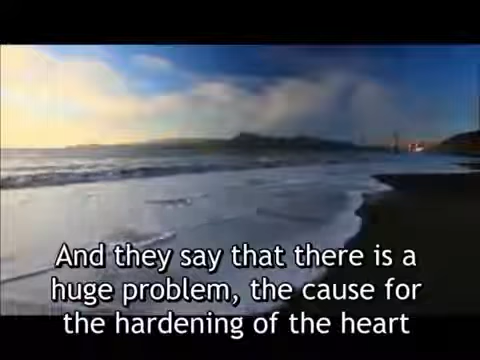 And they say that there is a
huge problem, the cause for
the hardening of the heart